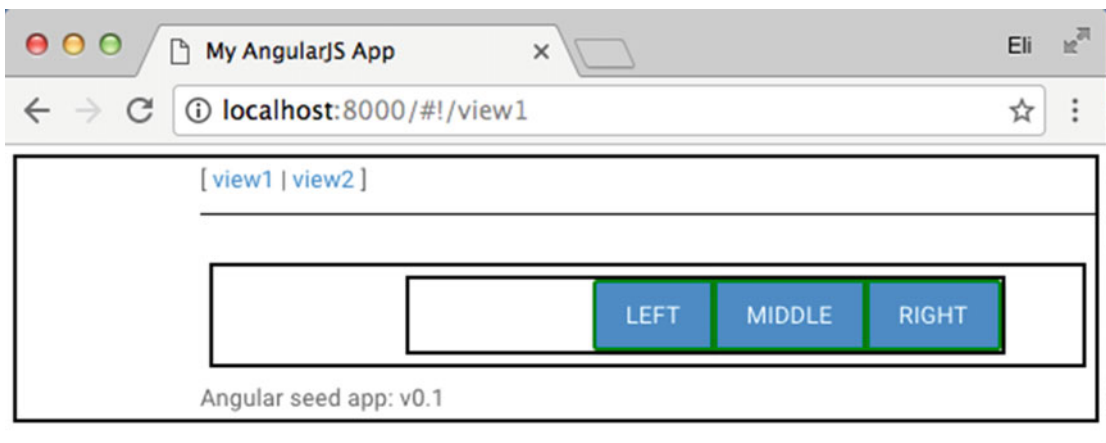 My AngularJS App
Eli
localhost:8000/#!/view1
[ view1 | view2 ]
LEFT MIDDLE RIGHT
Angular seed app: v0.1